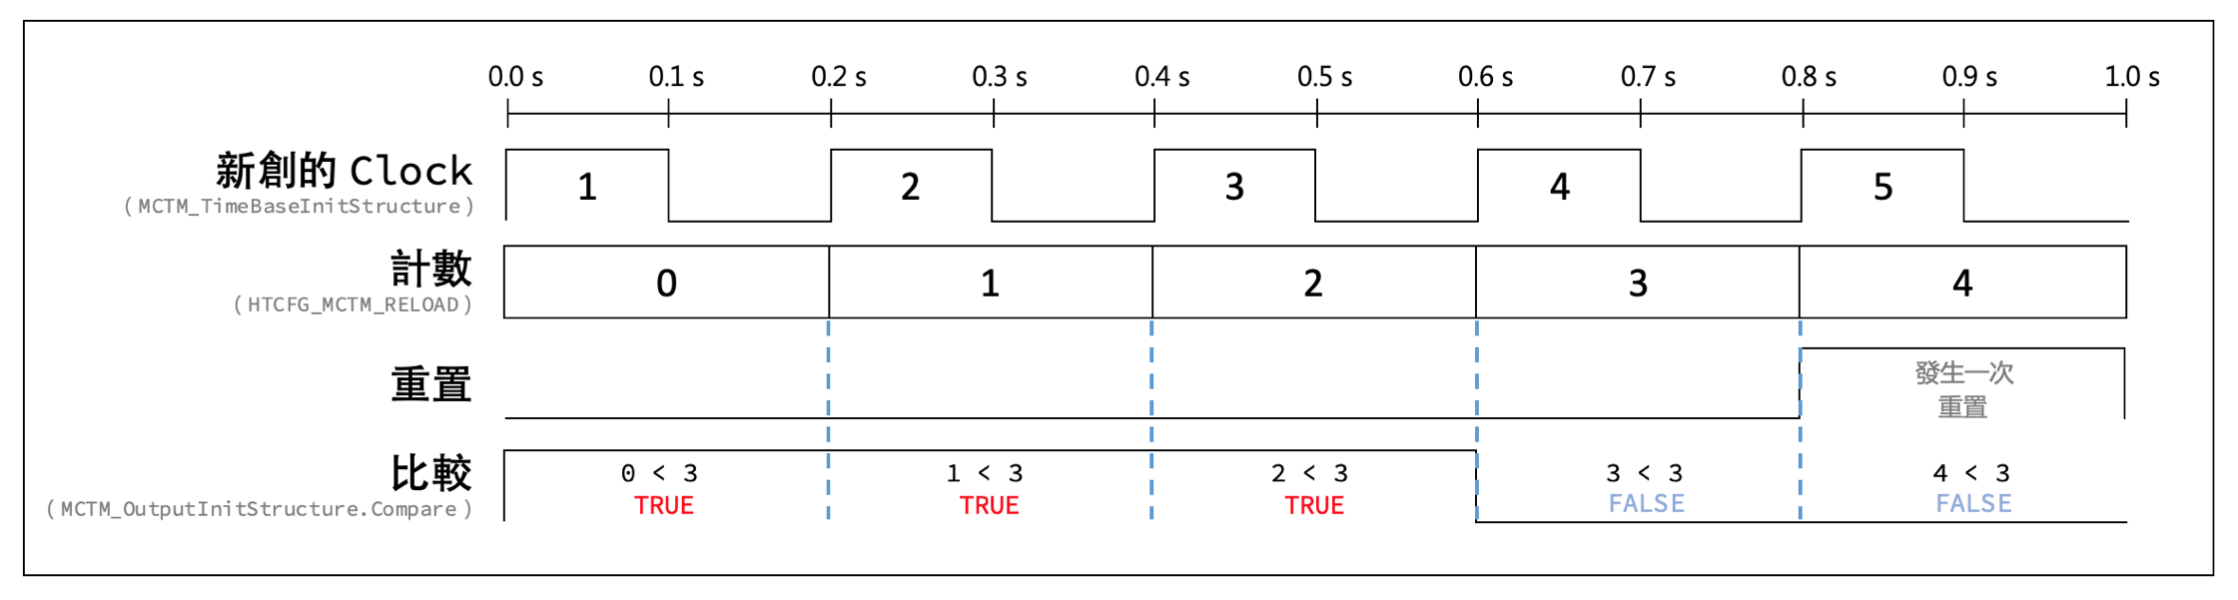 0.0 s 0.1 s 0.2 s 0.3 s 0.4 s 0.5 s 0.6 s 0.7 s 0.8 s 0.9 s 1.0 s
新創的 Clock 1 2 3 4 5
(MCTM_TimeBaseInitStructure)
計數 0 1 2 3 4
(HTCFG_MCTM_RELOAD)
重置 發生一次
重置
比較 0 < 3 1 < 3 2 < 3 3 < 3 4 < 3
(MCTM_OutputInitStructure.Compare) TRUE TRUE TRUE FALSE FALSE